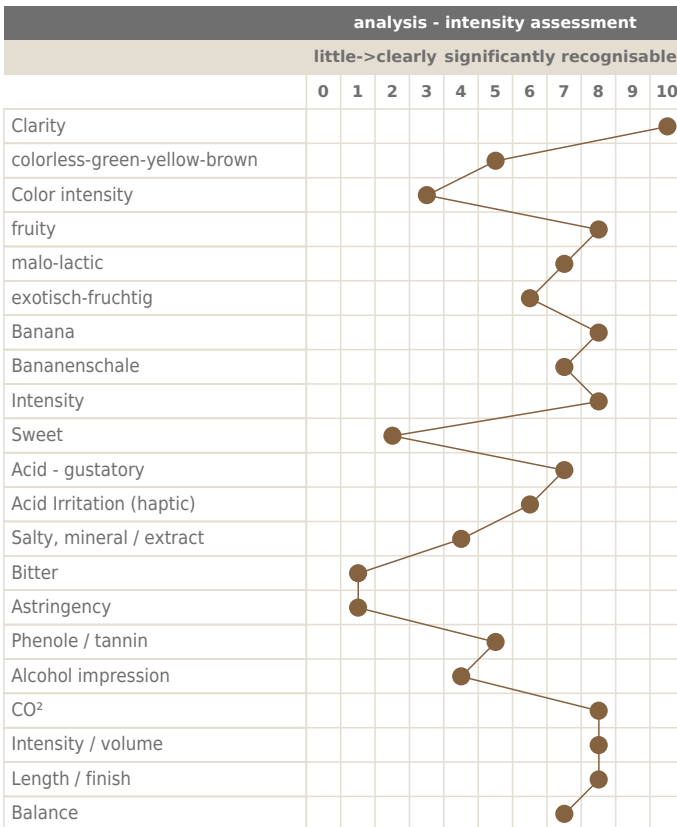 analysis - intensity assessment
little->clearly significantly recognisable
0 1 2 3 4 5 6 7 8 9 10
Clarity
colorless-green-yellow-brown
Color intensity
fruity
malo-lactic
exotisch-fruchtig
Banana
Bananenschale
Intensity
Sweet
Acid - gustatory
Acid Irritation (haptic)
Salty, mineral / extract
Bitter
Astringency
Phenole / tannin
Alcohol impression
CO²
Intensity / volume
Length / finish
Balance